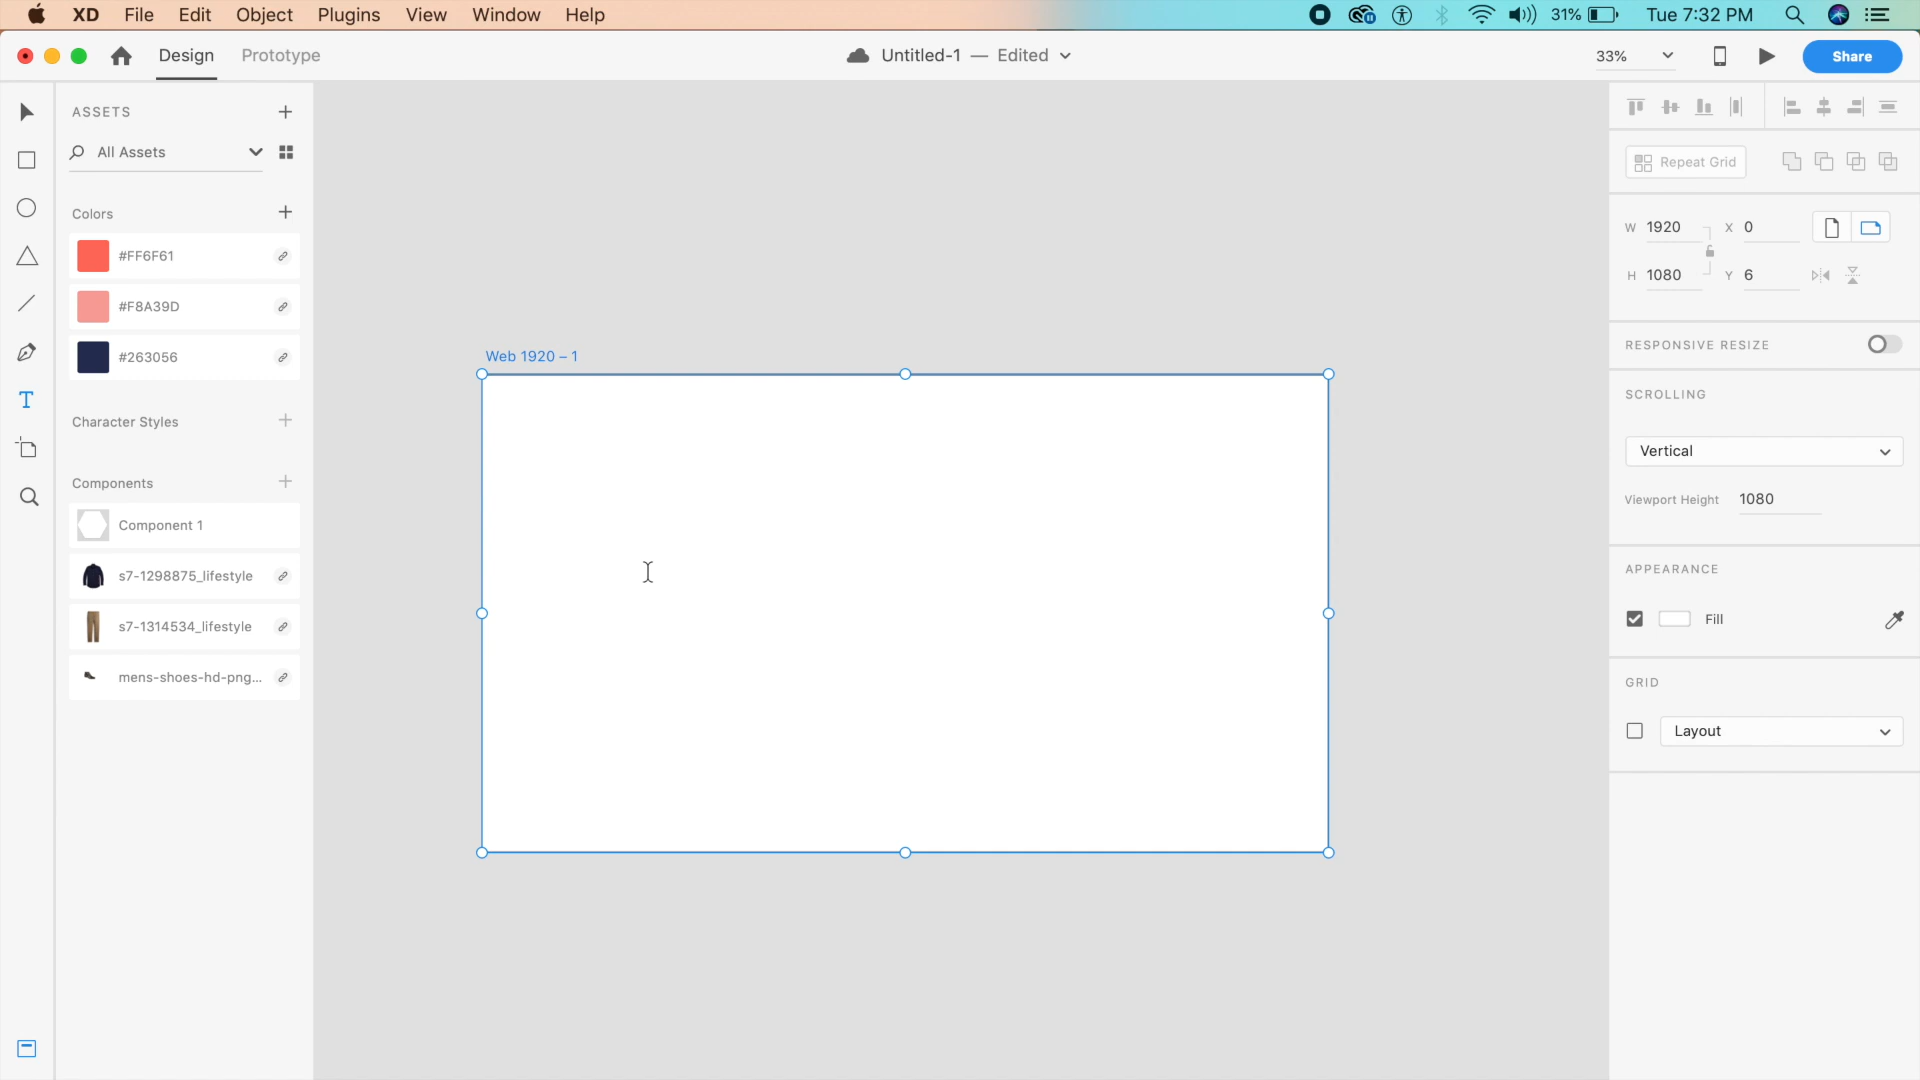 XD File Edit Object Plugins View Window Help 31% Tue 7:32 PM
Design Prototype Untitled-1 — Edited 33% Share
ASSETS
All Assets
Colors
#FF6F61
#F8A39D
#263056
Character Styles
Components
Component 1
s7-1298875_lifestyle
s7-1314534_lifestyle
mens-shoes-hd-png...
T
Web 1920 – 1
Repeat Grid
W 1920 X 0
H 1080 Y 6
RESPONSIVE RESIZE
SCROLLING
Vertical
Viewport Height 1080
APPEARANCE
Fill
GRID
Layout